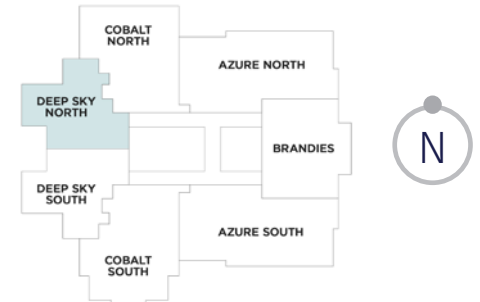 COBALT
NORTH
AZURE NORTH
DEEP SKY
NORTH
N
BRANDIES
DEEP SKY
SOUTH
AZURE SOUTH
COBALT
SOUTH